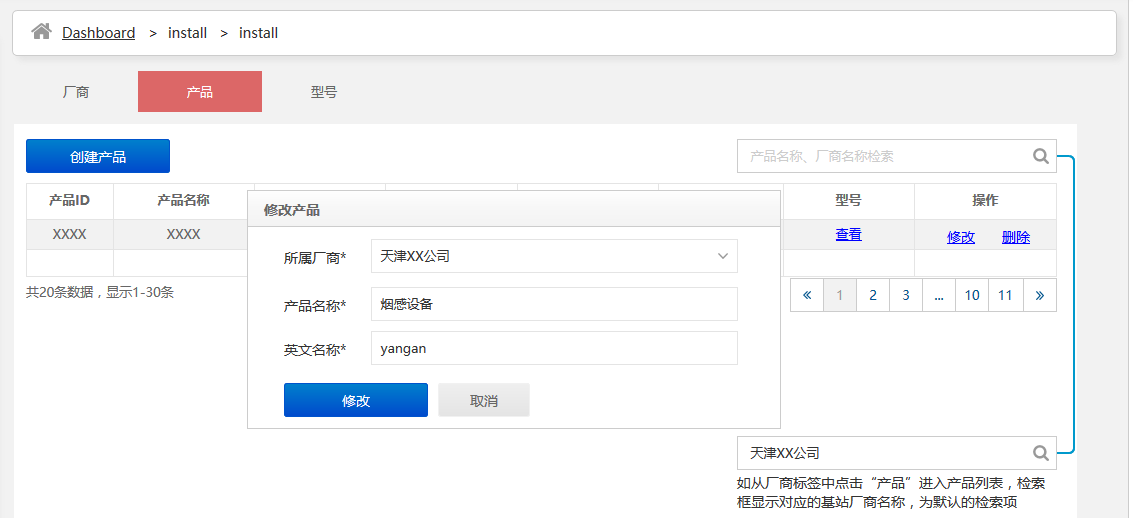 Dashboard > install > install
厂商 产品 型号
创建产品 产品名称、厂商名称检索
产品ID 产品名称 型号 操作
XXXX XXXX 查看 修改 删除
共20条数据，显示1-30条
« 1 2 3 ... 10 11 »
修改产品
所属厂商* 天津XX公司
产品名称* 烟感设备
英文名称* yangan
修改 取消
天津XX公司
如从厂商标签中点击“产品”进入产品列表，检索
框显示对应的基站厂商名称，为默认的检索项